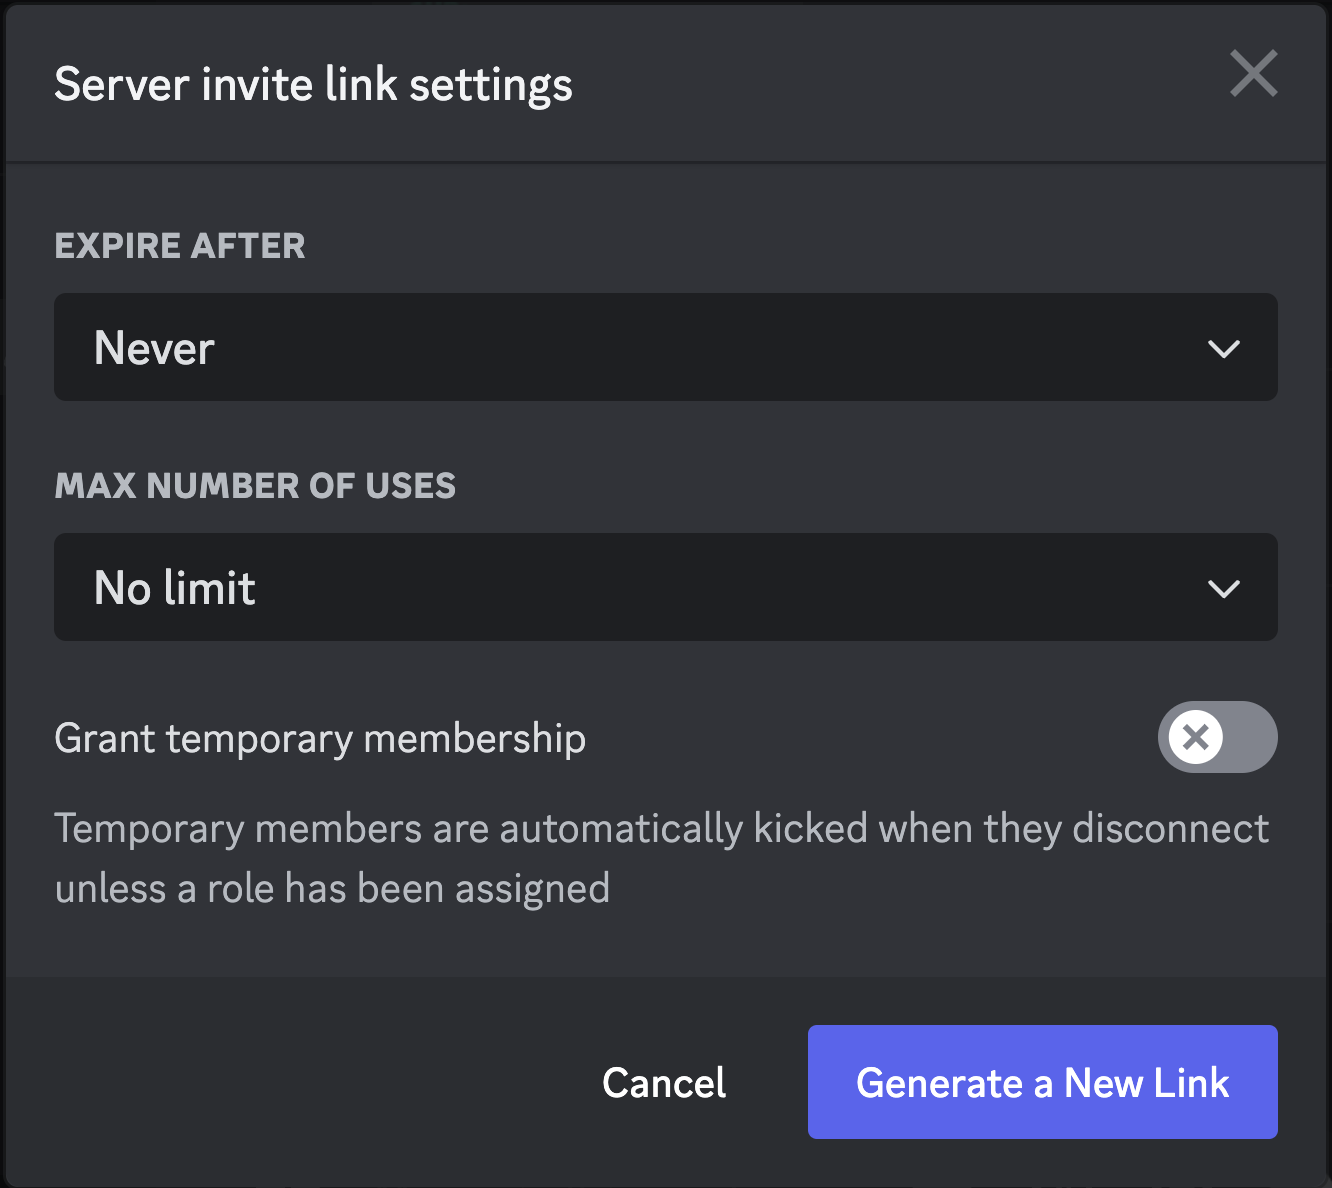 Server invite link settings
EXPIRE AFTER
Never
MAX NUMBER OF USES
No limit
Grant temporary membership
Temporary members are automatically kicked when they disconnect
unless a role has been assigned
Cancel
Generate a New Link